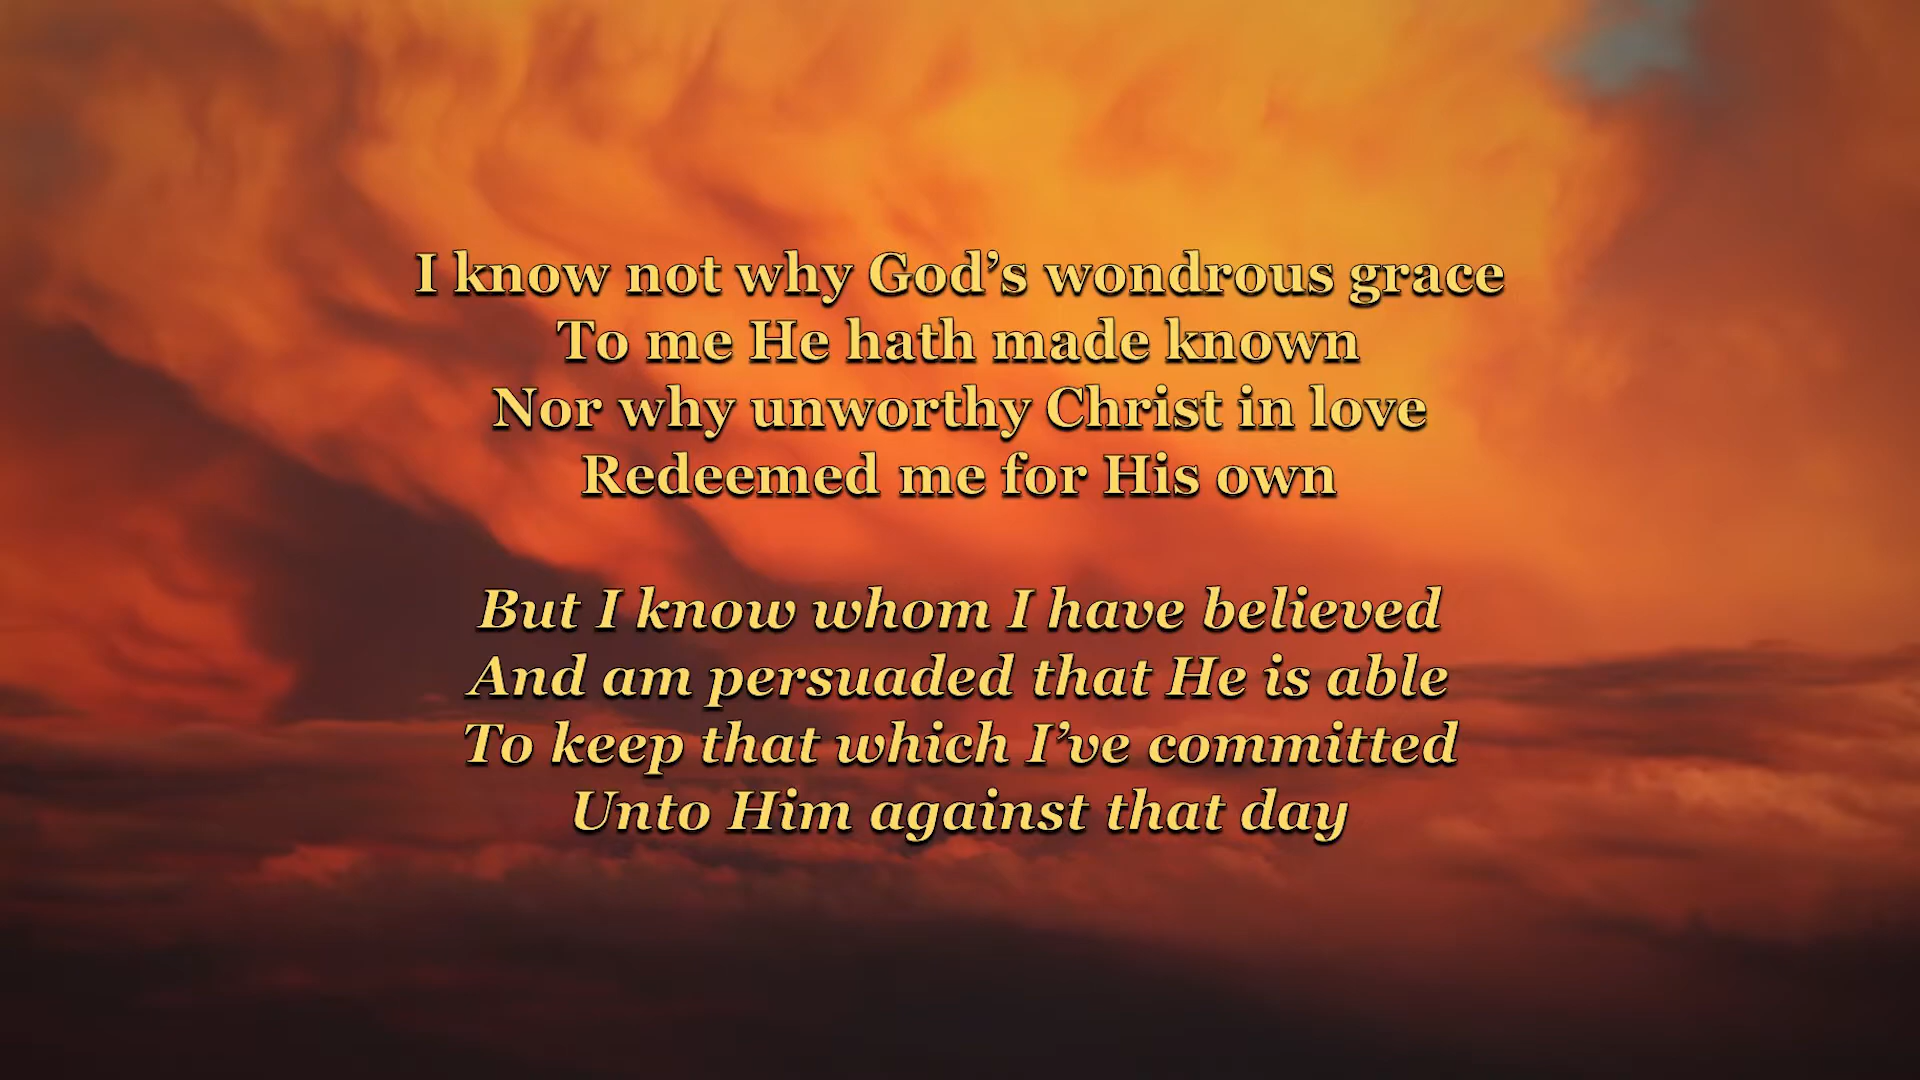 I know not why God’s wondrous grace
To me He hath made known
Nor why unworthy Christ in love
Redeemed me for His own
But I know whom I have believed
And am persuaded that He is able
To keep that which I’ve committed
Unto Him against that day